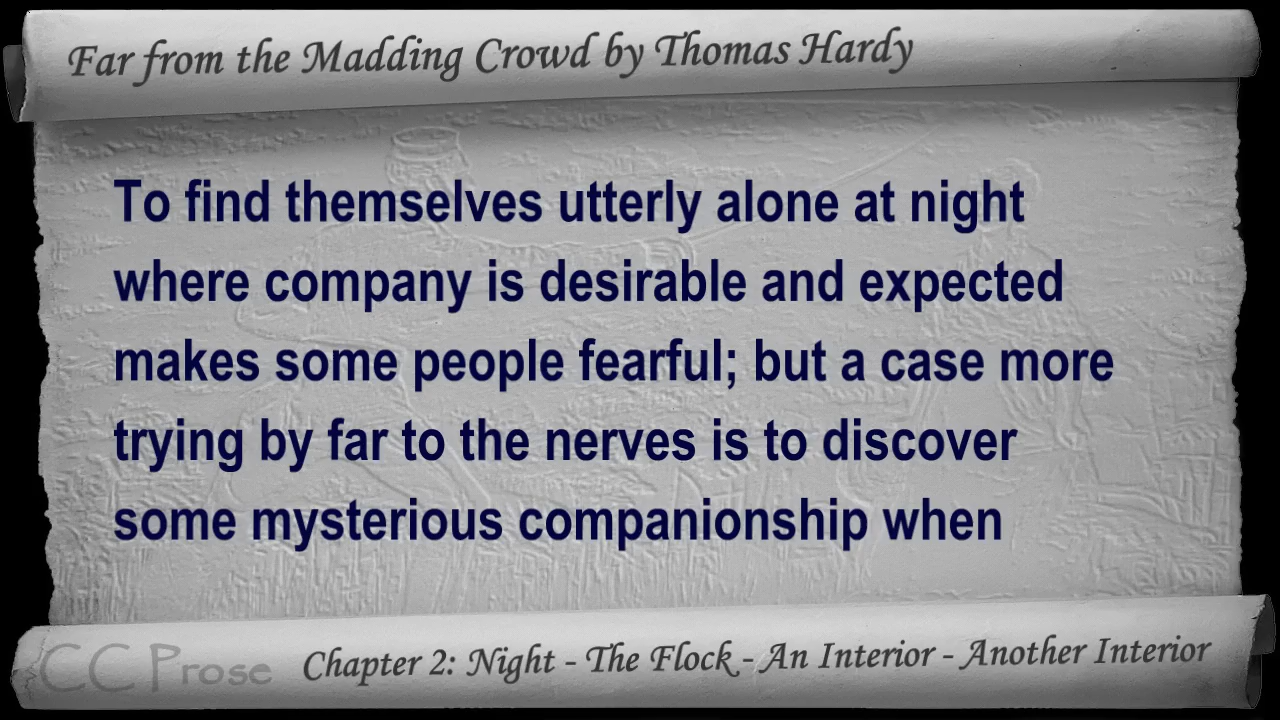 Far from the Madding Crowd by Thomas Hardy
To find themselves utterly alone at night
where company is desirable and expected
makes some people fearful; but a case more
trying by far to the nerves is to discover
some mysterious companionship when
CC Prose
Chapter 2: Night - The Flock - An Interior - Another Interior